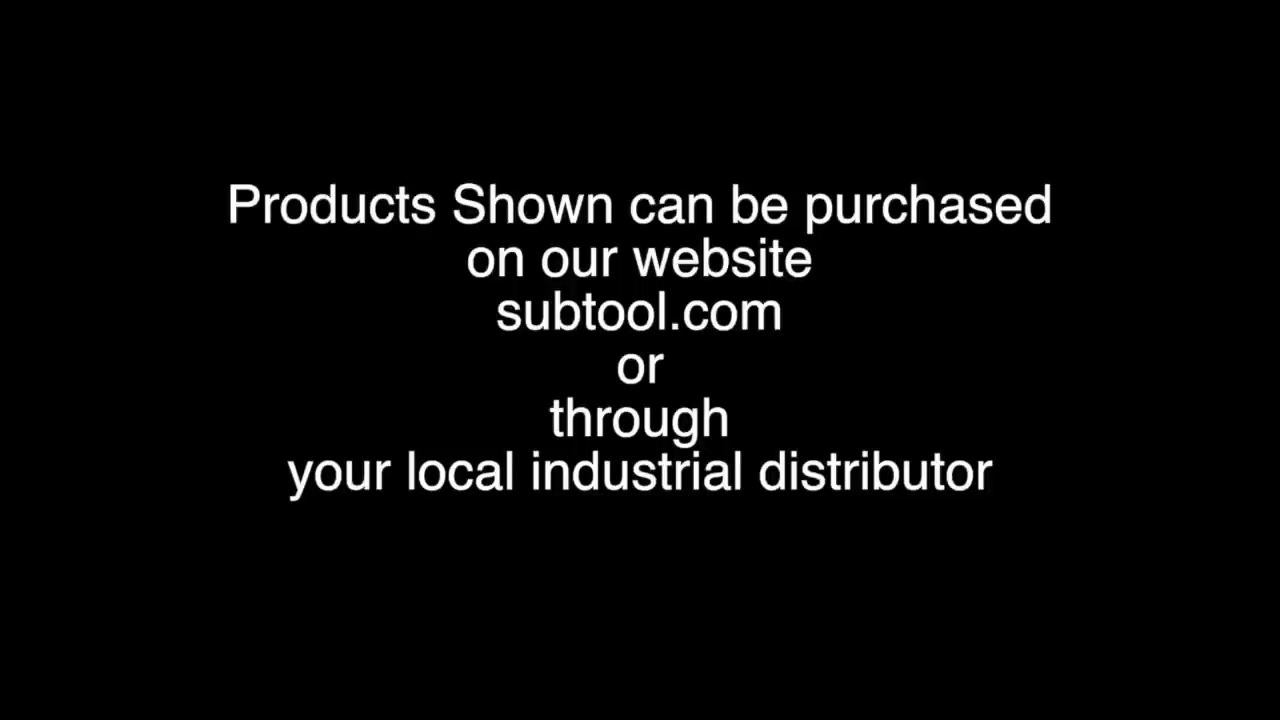 Products Shown can be purchased
on our website
subtool.com
or
through
your local industrial distributor